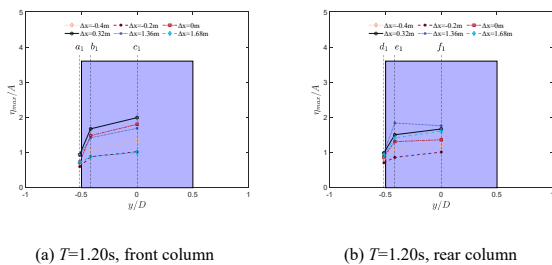 Δx=-0.4m Δx=-0.2m Δx=0m
Δx=0.32m Δx=1.36m Δx=1.68m
a₁ b₁ c₁
5
4
3
2
1
0
-1 -0.5 0 0.5 1
η_max/A
y/D
(a) T=1.20s, front column
Δx=-0.4m Δx=-0.2m Δx=0m
Δx=0.32m Δx=1.36m Δx=1.68m
d₁ e₁ f₁
5
4
3
2
1
0
-1 -0.5 0 0.5 1
η_max/A
y/D
(b) T=1.20s, rear column